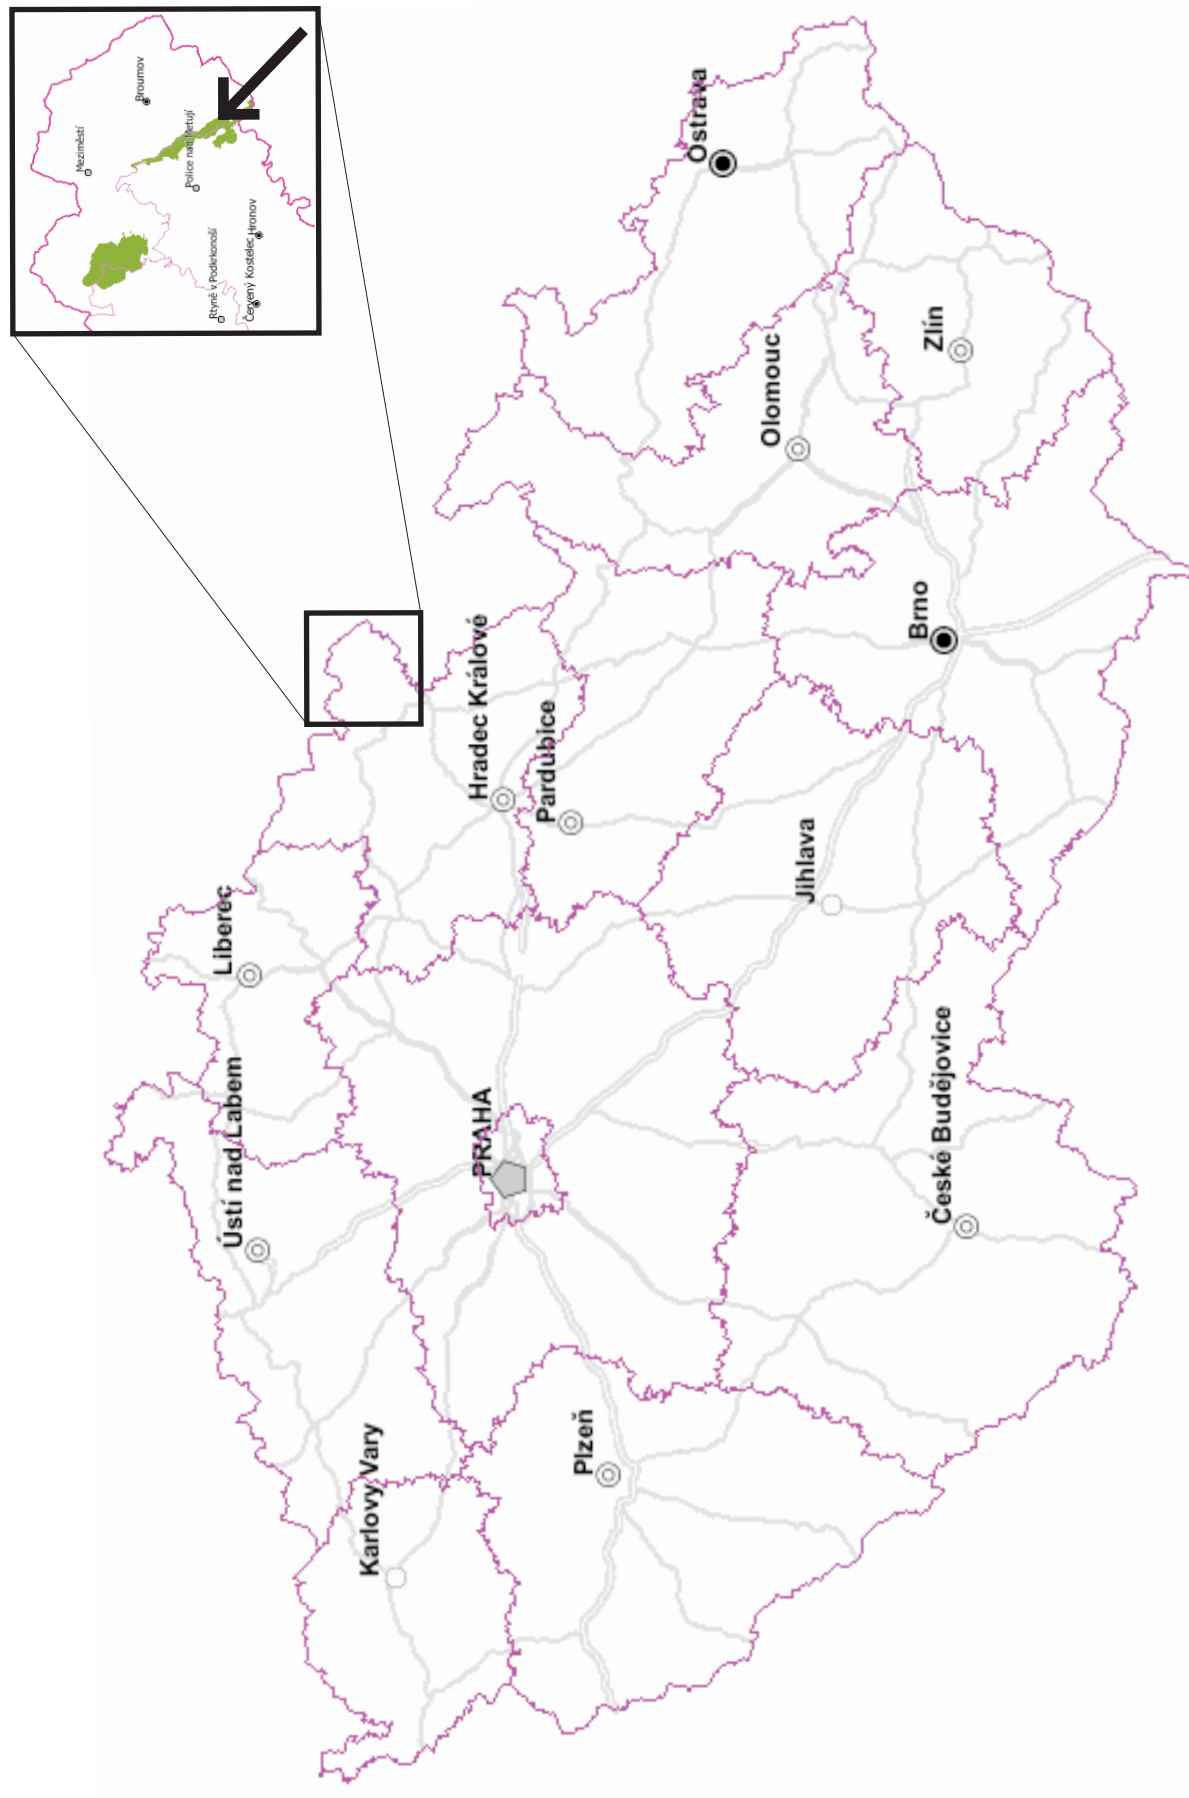 Meziměstí
Broumov
Police nad Metují
Rtyně v Podkrkonoší
Červený Kostelec
Hronov
Liberec
Ústí nad Labem
Karlovy Vary
PRAHA
Hradec Králové
Pardubice
Plzeň
Ostrava
Olomouc
Jihlava
Brno
Zlín
České Budějovice